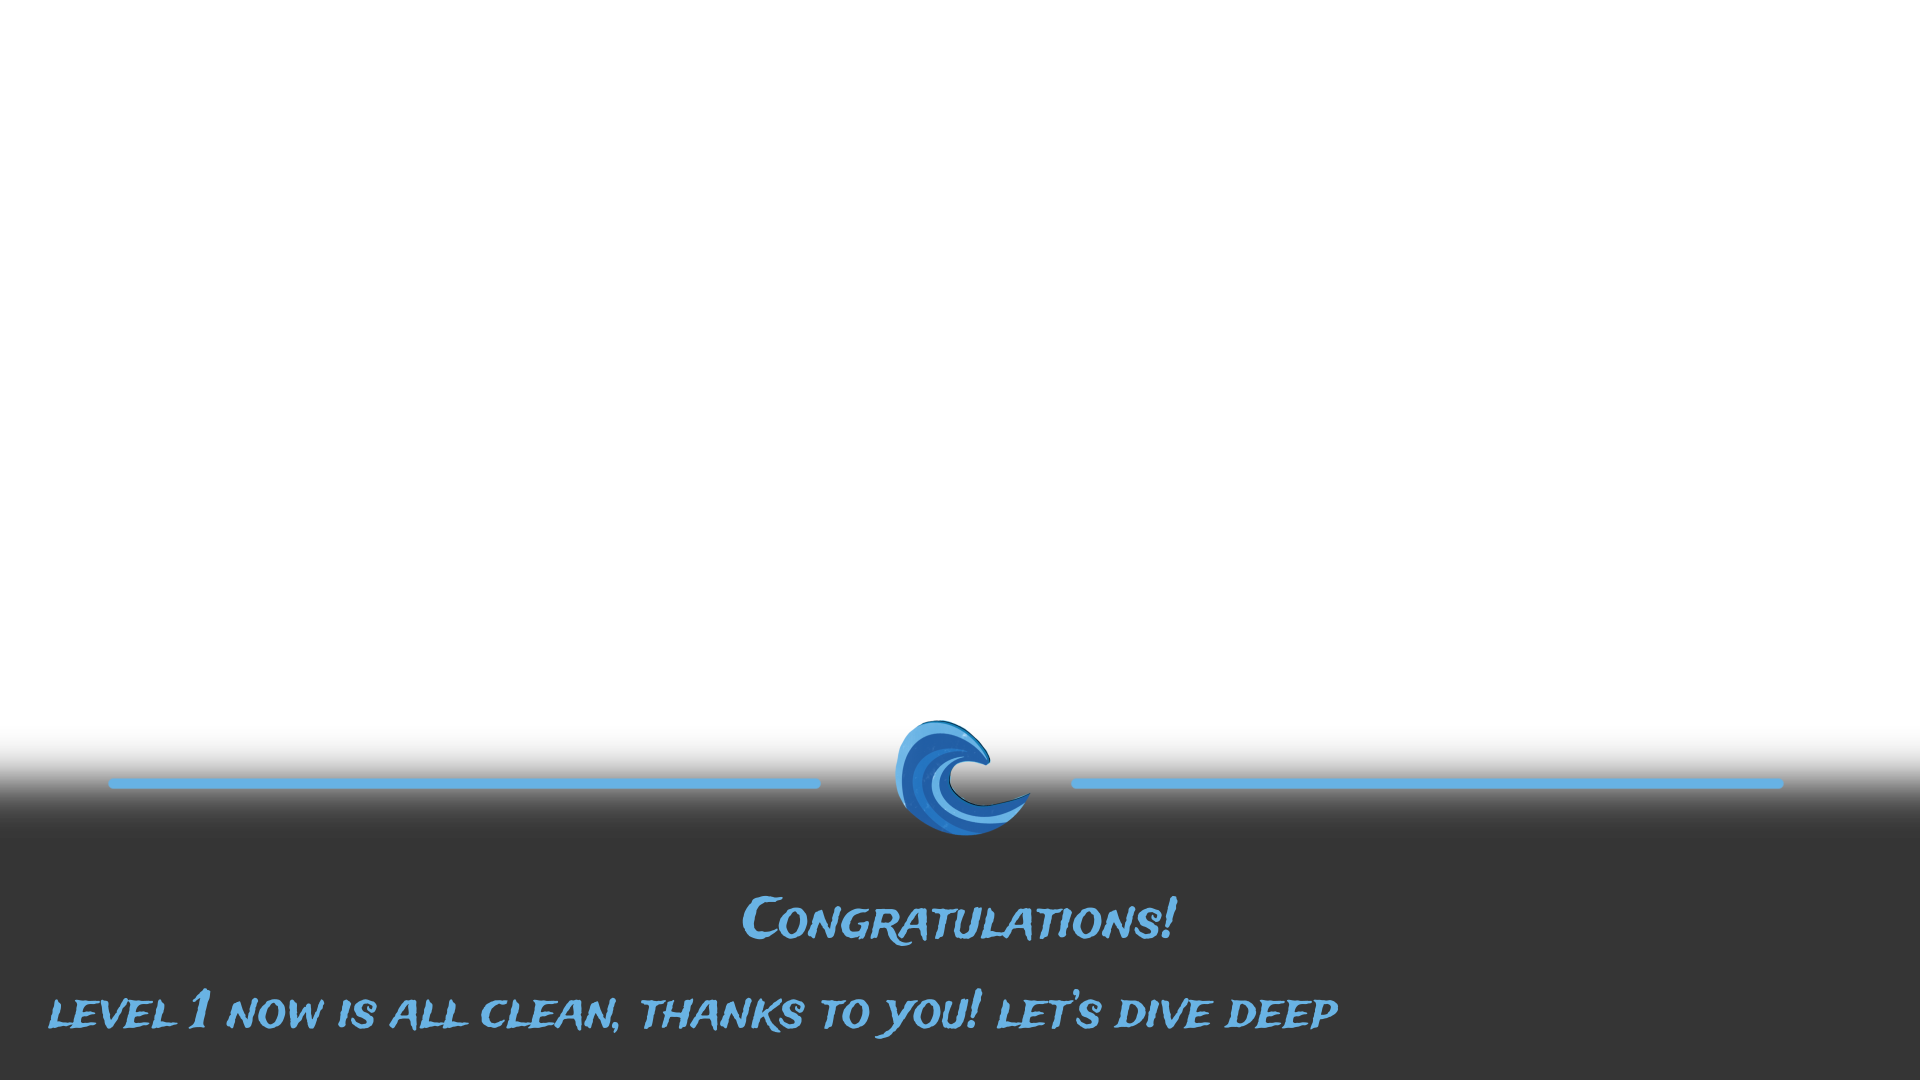 Congratulations!
level 1 now is all clean, thanks to you! let's dive deep